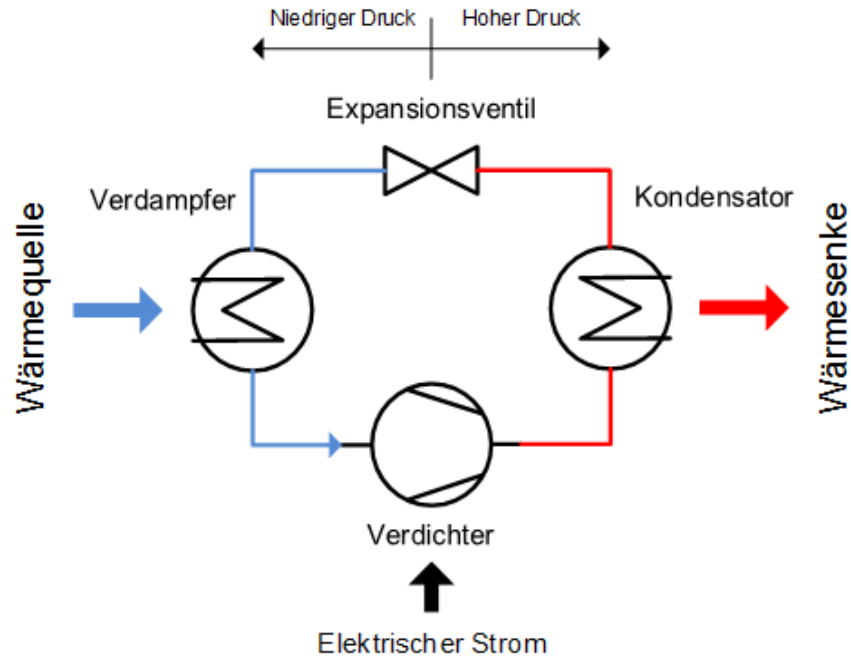 Niedriger Druck
Hoher Druck
Expansionsventil
Verdampfer
Kondensator
Wärmequelle
Wärmesenke
Verdichter
Elektrischer Strom